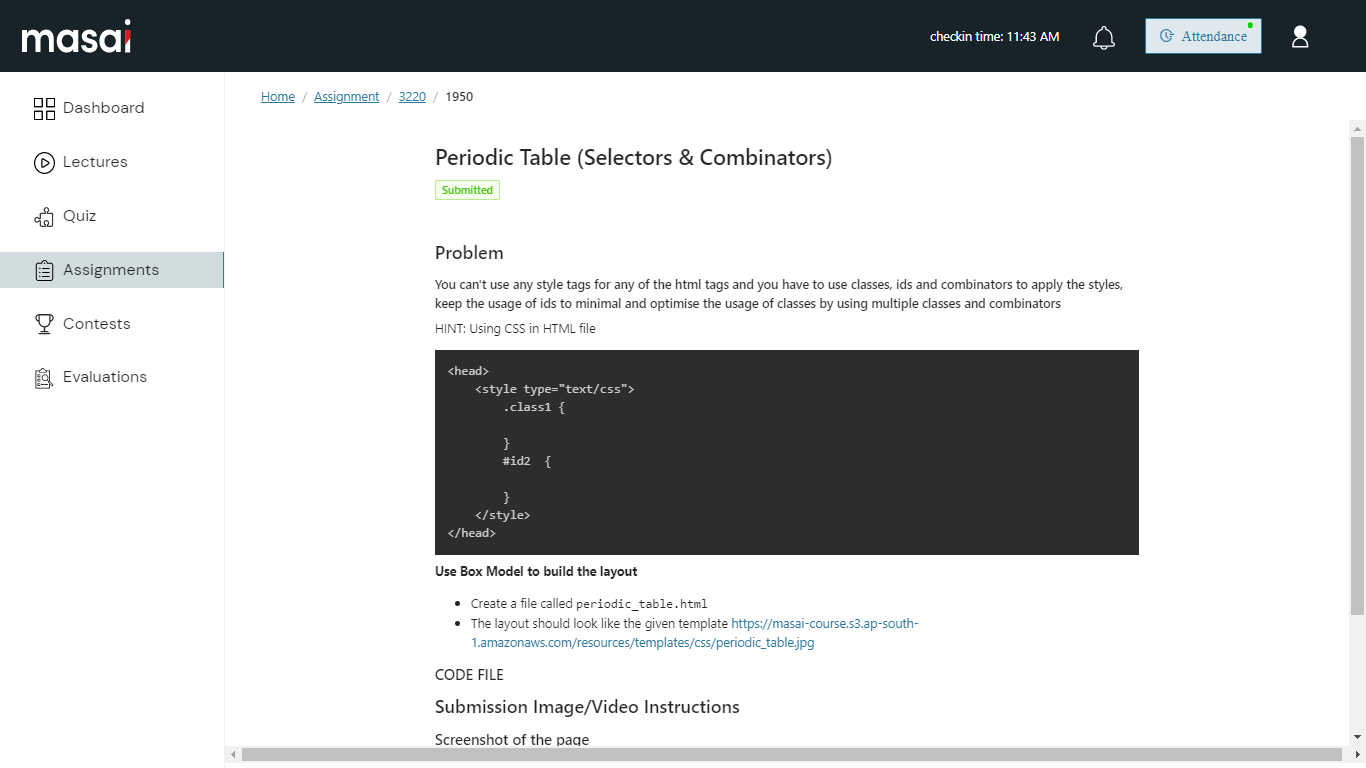 masai
checkin time: 11:43 AM
Attendance
Dashboard
Lectures
Quiz
Assignments
Contests
Evaluations
Home / Assignment / 3220 / 1950
Periodic Table (Selectors & Combinators)
Submitted
Problem
You can't use any style tags for any of the html tags and you have to use classes, ids and combinators to apply the styles,
keep the usage of ids to minimal and optimise the usage of classes by using multiple classes and combinators
HINT: Using CSS in HTML file
<head>
    <style type="text/css">
        .class1 {
        }
        #id2  {
        }
    </style>
</head>
Use Box Model to build the layout
• Create a file called periodic_table.html
• The layout should look like the given template https://masai-course.s3.ap-south-
1.amazonaws.com/resources/templates/css/periodic_table.jpg
CODE FILE
Submission Image/Video Instructions
Screenshot of the page